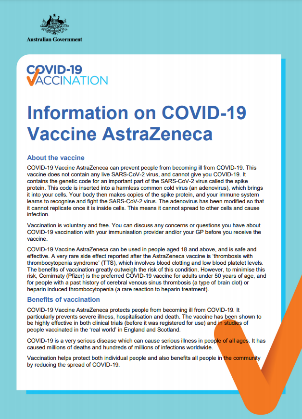 Australian Government
COVID-19
VACCINATION
Information on COVID-19
Vaccine AstraZeneca
About the vaccine
COVID-19 Vaccine AstraZeneca can prevent people from becoming ill from COVID-19. This
vaccine does not contain any live SARS-CoV-2 virus, and cannot give you COVID-19. It
contains the genetic code for an important part of the SARS-CoV-2 virus called the spike
protein. This code is inserted into a harmless common cold virus (an adenovirus), which brings
it into your cells. Your body then makes copies of the spike protein, and your immune system
learns to recognise and fight the SARS-CoV-2 virus. The adenovirus has been modified so that
it cannot replicate once it is inside cells. This means it cannot spread to other cells and cause
infection.
Vaccination is voluntary and free. You can discuss any concerns or questions you have about
COVID-19 vaccination with your immunisation provider and/or your GP before you receive the
vaccine.
COVID-19 Vaccine AstraZeneca can be used in people aged 18 and above, and is safe and
effective. A very rare side effect reported after the AstraZeneca vaccine is 'thrombosis with
thrombocytopenia syndrome' (TTS), which involves blood clotting and low blood platelet levels.
The benefits of vaccination greatly outweigh the risk of this condition. However, to minimise this
risk, Comirnaty (Pfizer) is the preferred COVID-19 vaccine for adults under 50 years of age, and
for people with a past history of cerebral venous sinus thrombosis (a type of brain clot) or
heparin induced thrombocytopenia (a rare reaction to heparin treatment).
Benefits of vaccination
COVID-19 Vaccine AstraZeneca protects people from becoming ill from COVID-19. It
particularly prevents severe illness, hospitalisation and death. The vaccine has been shown to
be highly effective in both clinical trials (before it was registered for use) and in studies of
people vaccinated in the 'real world' in England and Scotland.
COVID-19 is a very serious disease which can cause serious illness in people of all ages. It has
caused millions of deaths and hundreds of millions of infections worldwide.
Vaccination helps protect both individual people and also benefits all people in the community
by reducing the spread of COVID-19.